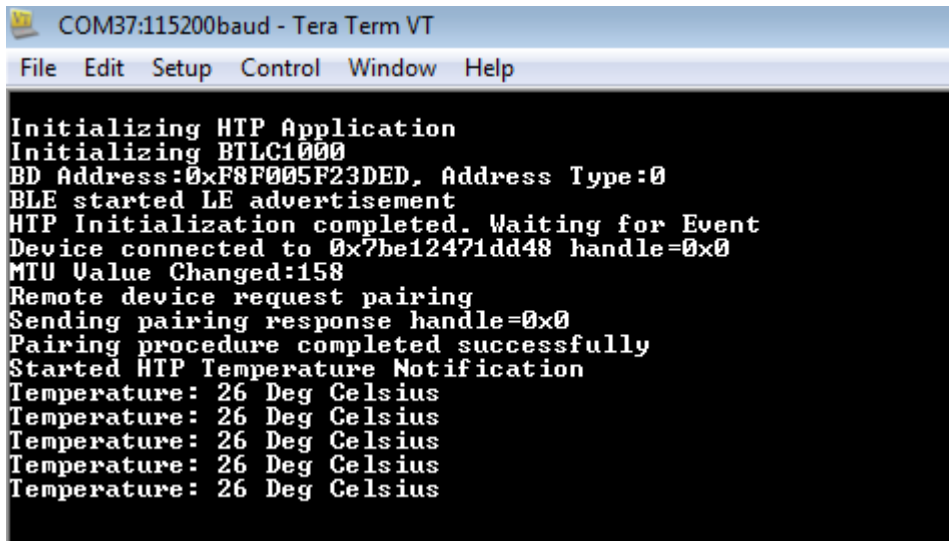 COM37:115200baud - Tera Term VT
File Edit Setup Control Window Help
Initializing HTP Application
Initializing BTLC1000
BD Address:0xF8F005F23DED, Address Type:0
BLE started LE advertisement
HTP Initialization completed. Waiting for Event
Device connected to 0x7be12471dd48 handle=0x0
MTU Value Changed:158
Remote device request pairing
Sending pairing response handle=0x0
Pairing procedure completed successfully
Started HTP Temperature Notification
Temperature: 26 Deg Celsius
Temperature: 26 Deg Celsius
Temperature: 26 Deg Celsius
Temperature: 26 Deg Celsius
Temperature: 26 Deg Celsius